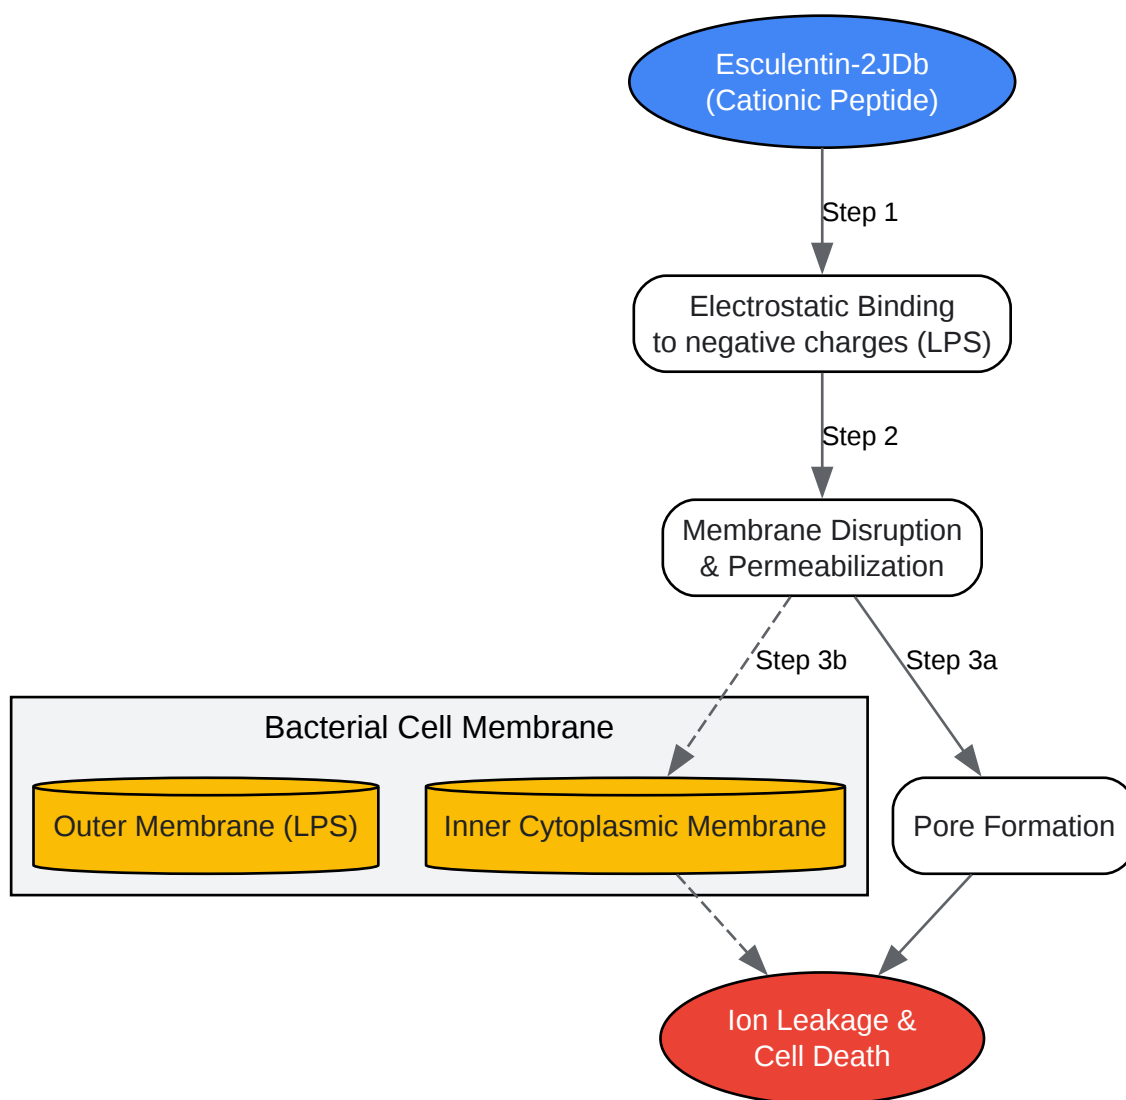 Esculentin-2JDb
(Cationic Peptide)
Step 1
Electrostatic Binding
to negative charges (LPS)
Step 2
Membrane Disruption
& Permeabilization
Step 3b
Step 3a
Bacterial Cell Membrane
Outer Membrane (LPS)
Inner Cytoplasmic Membrane
Pore Formation
Ion Leakage &
Cell Death